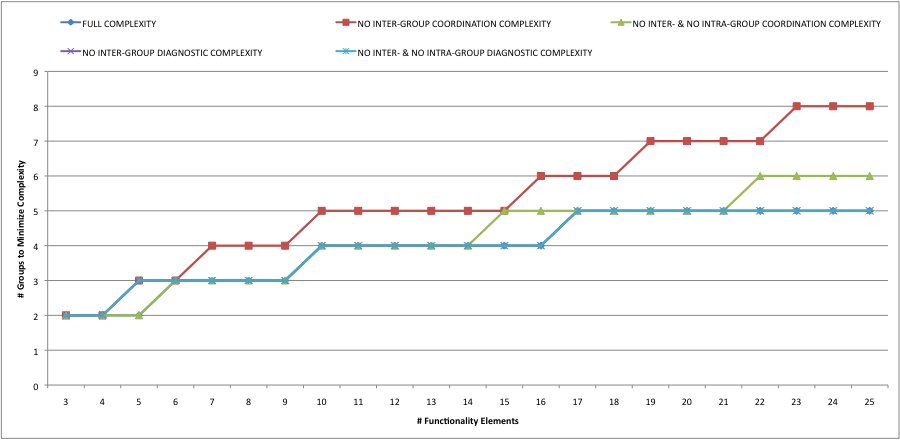 FULL COMPLEXITY
NO INTER-GROUP COORDINATION COMPLEXITY
NO INTER- & NO INTRA-GROUP COORDINATION COMPLEXITY
NO INTER-GROUP DIAGNOSTIC COMPLEXITY
NO INTER- & NO INTRA-GROUP DIAGNOSTIC COMPLEXITY
# Groups to Minimize Complexity
9
8
7
6
5
4
3
2
1
0
3 4 5 6 7 8 9 10 11 12 13 14 15 16 17 18 19 20 21 22 23 24 25
# Functionality Elements